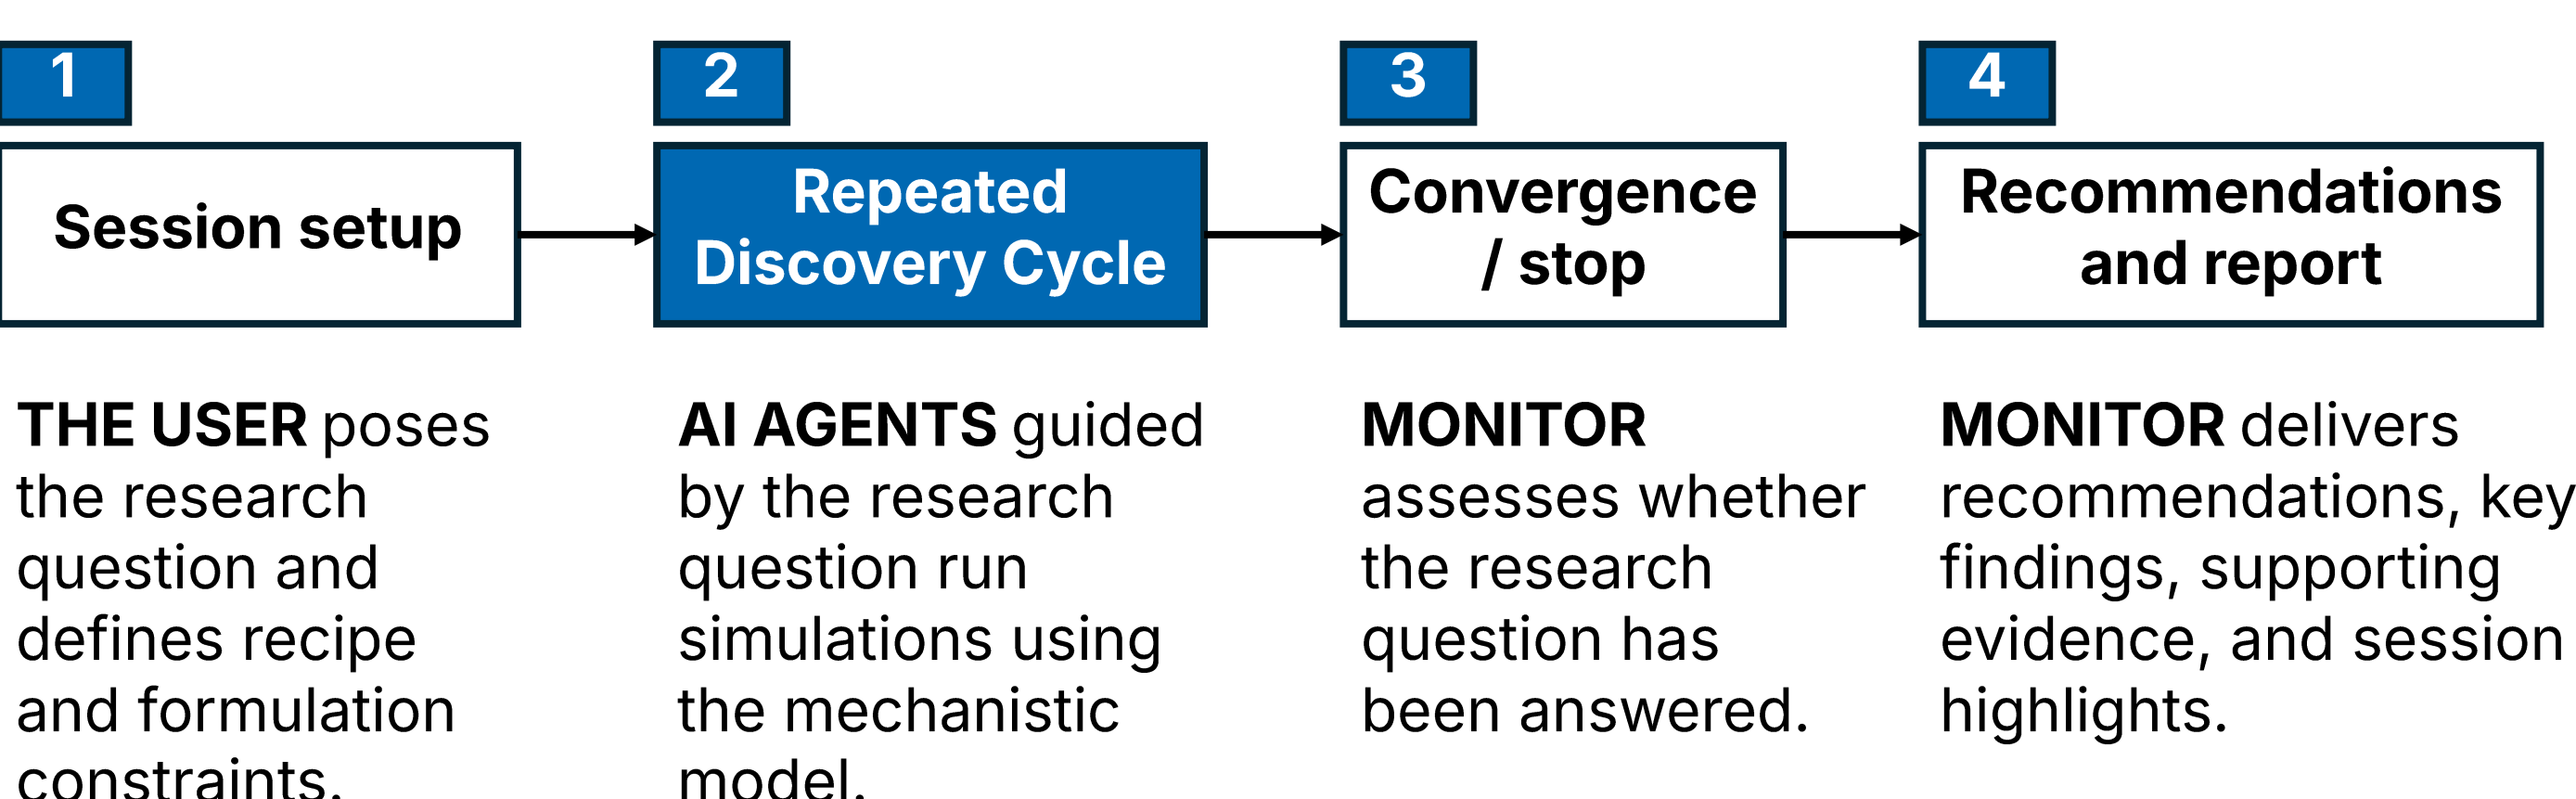 1
Session setup
THE USER poses
the research
question and
defines recipe
and formulation
constraints.
2
Repeated
Discovery Cycle
AI AGENTS guided
by the research
question run
simulations using
the mechanistic
model.
3
Convergence
/ stop
MONITOR
assesses whether
the research
question has
been answered.
4
Recommendations
and report
MONITOR delivers
recommendations, key
findings, supporting
evidence, and session
highlights.